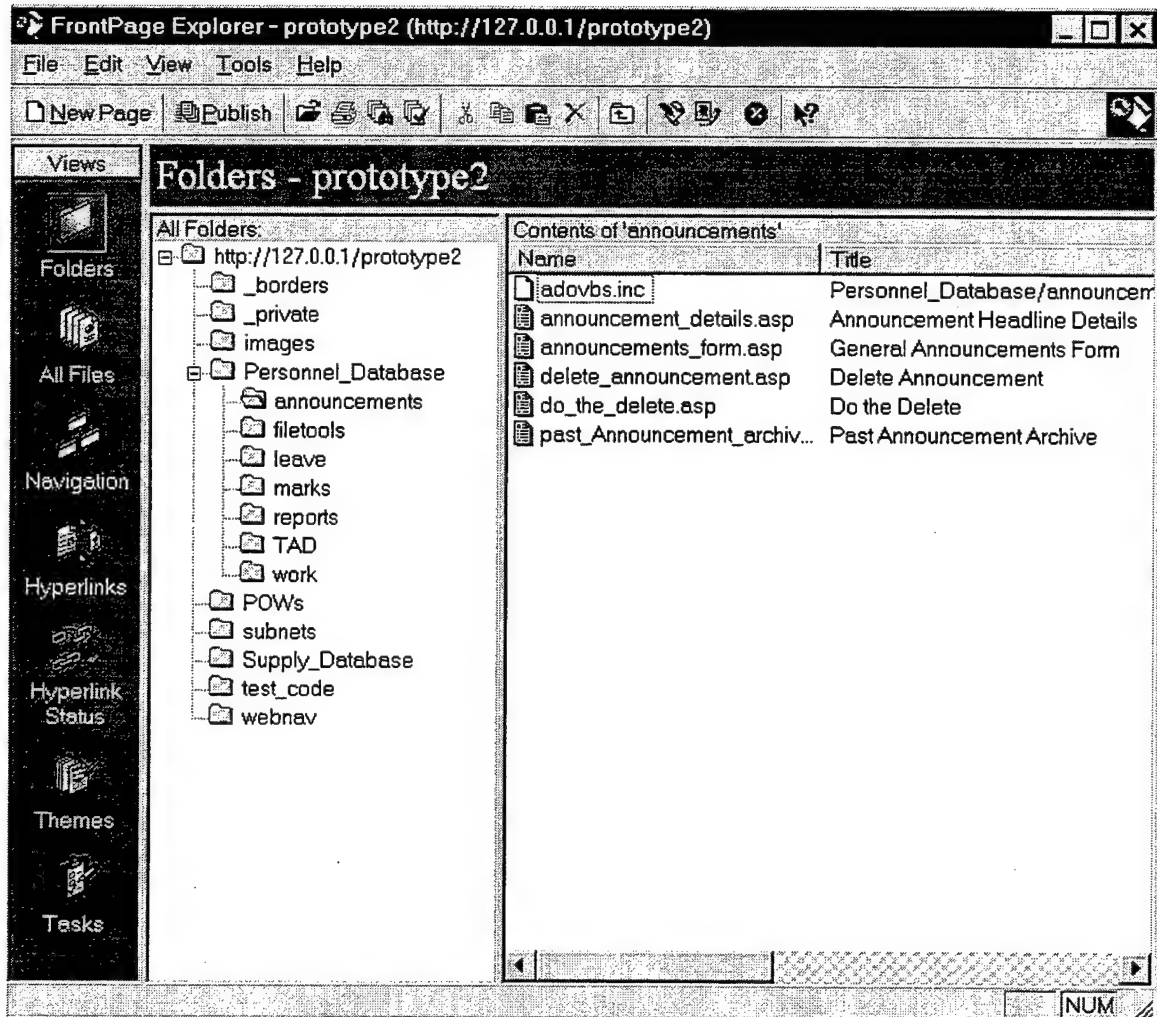 FrontPage Explorer - prototype2 (http://127.0.0.1/prototype2)
File Edit View Tools Help
New Page Publish
Views
Folders
All Files
Navigation
Hyperlinks
Hyperlink
Status
Themes
Tasks
Folders - prototype2
All Folders:
http://127.0.0.1/prototype2
_borders
_private
images
Personnel_Database
announcements
filetools
leave
marks
reports
TAD
work
POWs
subnets
Supply_Database
test_code
webnav
Contents of 'announcements'
Name Title
adovbs.inc Personnel_Database/announcem
announcement_details.asp Announcement Headline Details
announcements_form.asp General Announcements Form
delete_announcement.asp Delete Announcement
do_the_delete.asp Do the Delete
past_Announcement_archiv... Past Announcement Archive
NUM